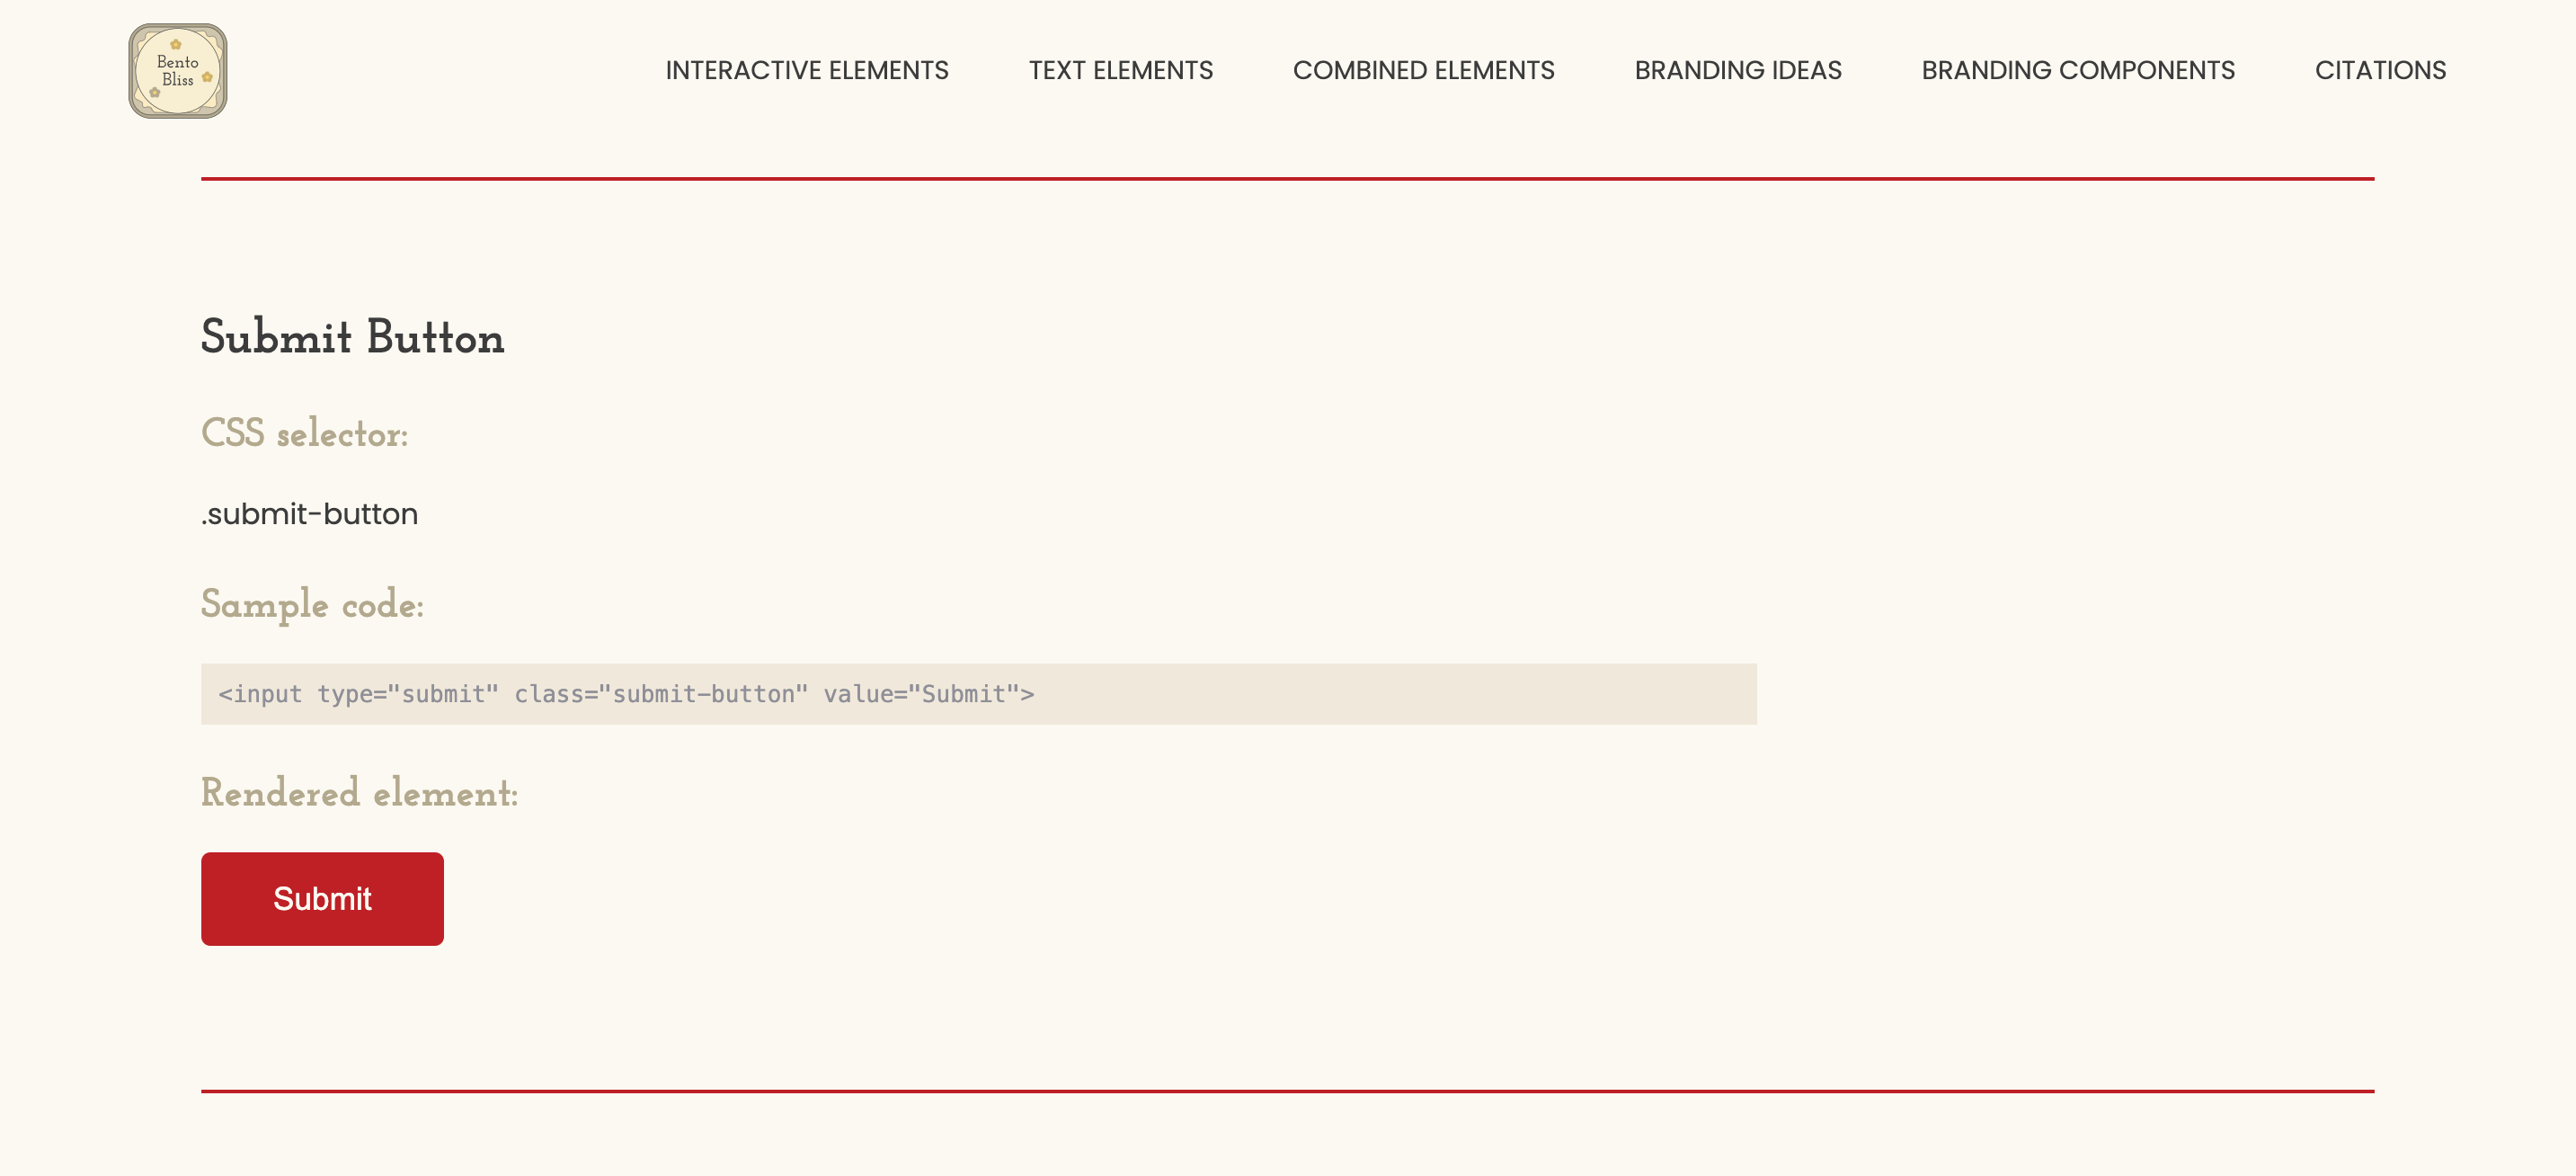 Bento
Bliss
INTERACTIVE ELEMENTS TEXT ELEMENTS COMBINED ELEMENTS BRANDING IDEAS BRANDING COMPONENTS CITATIONS
Submit Button
CSS selector:
.submit-button
Sample code:
<input type="submit" class="submit-button" value="Submit">
Rendered element:
Submit